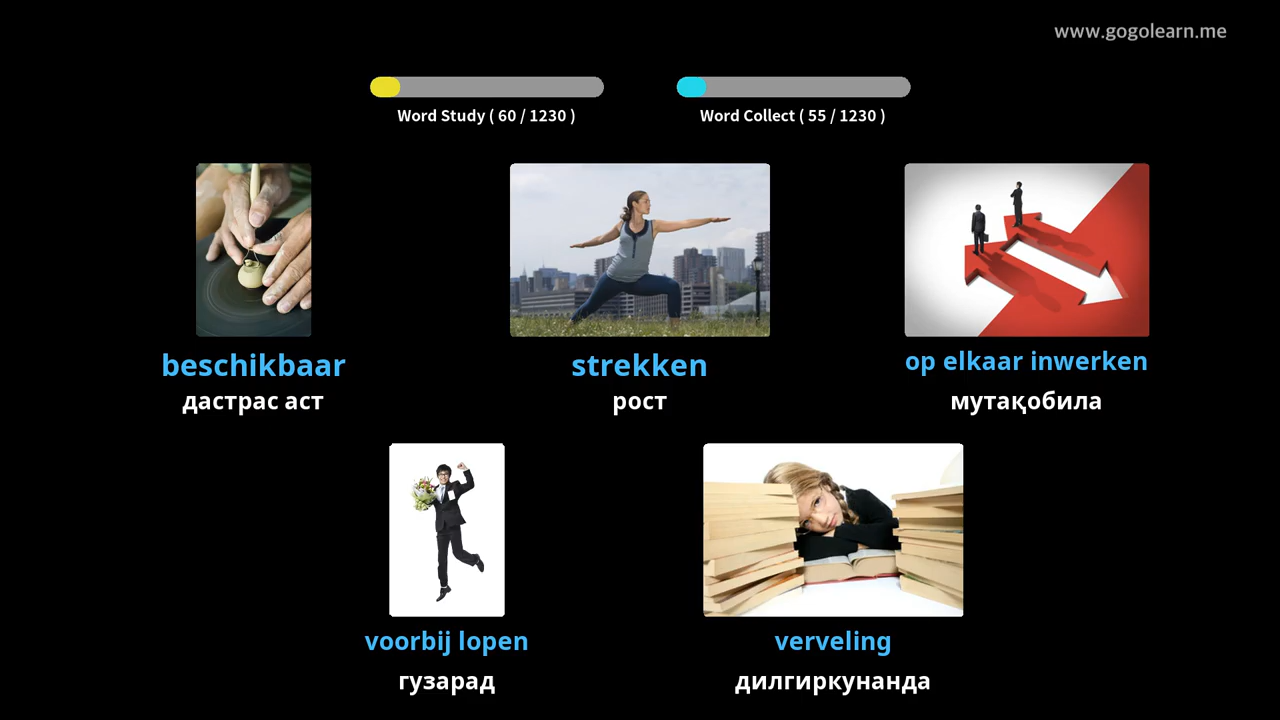 www.gogolearn.me
Word Study ( 60 / 1230 )
Word Collect ( 55 / 1230 )
beschikbaar
дастрас аст
strekken
рост
op elkaar inwerken
мутақобила
voorbij lopen
гузарад
verveling
дилгиркунанда